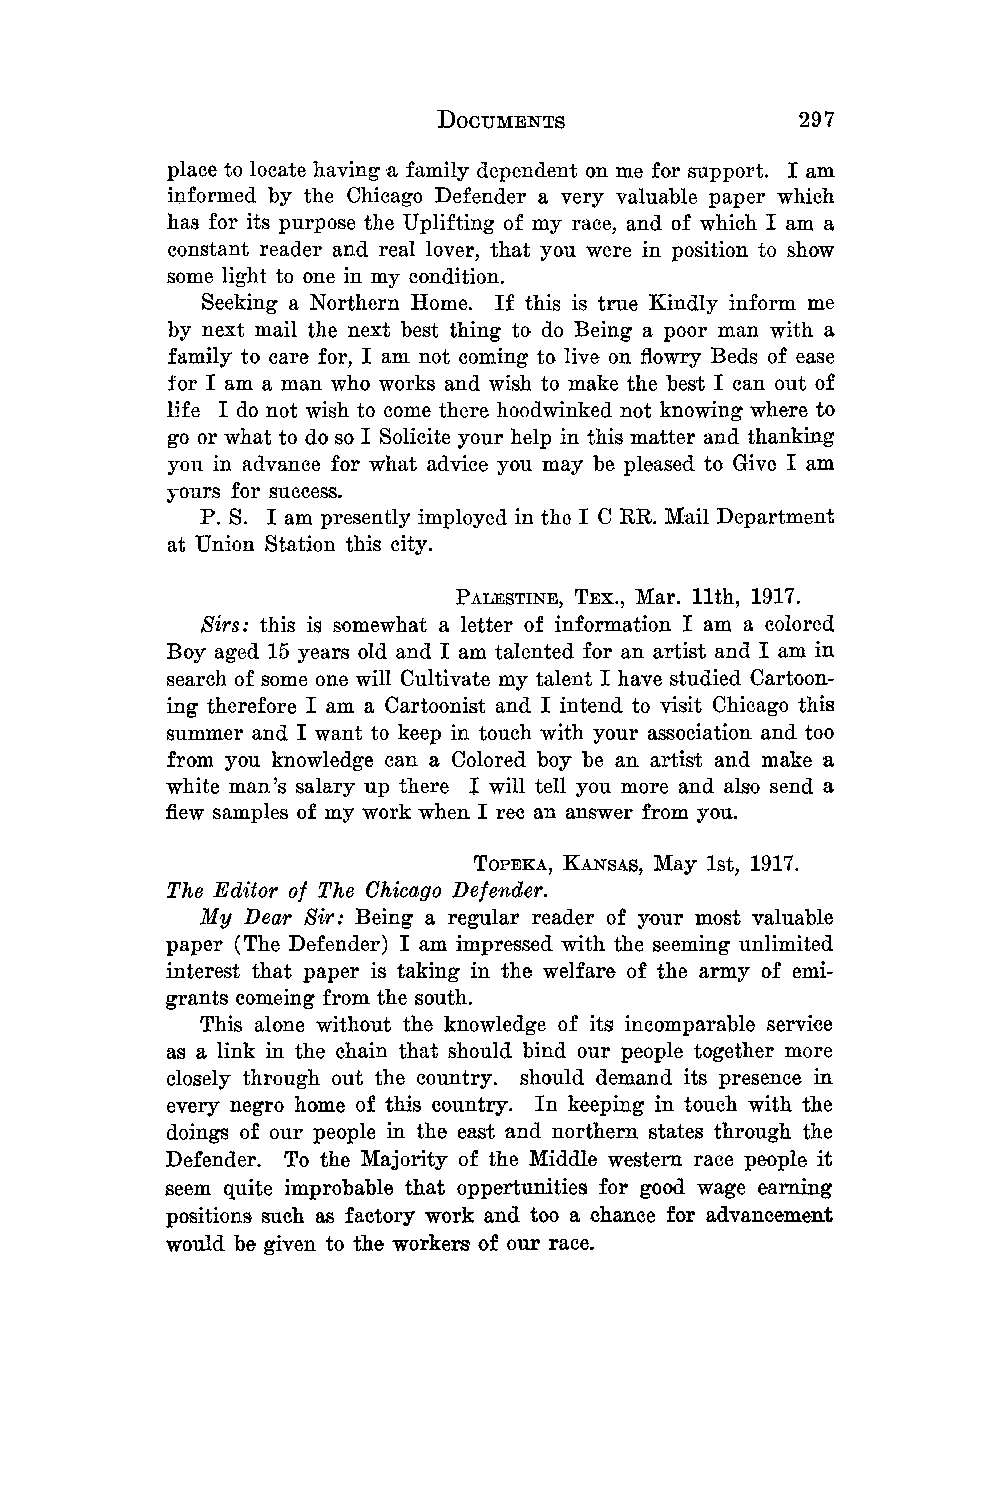 DOCUMENTS 297
place to locate having a family dependent on me for support. I am
informed by the Chicago Defender a very valuable paper which
has for its purpose the Uplifting of my race, and of which I am a
constant reader and real lover, that you were in position to show
some light to one in my condition.
Seeking a Northern Home. If this is true Kindly inform me
by next mail the next best thing to do Being a poor man with a
family to care for, I am not coming to live on flowry Beds of ease
for I am a man who works and wish to make the best I can out of
life I do not wish to come there hoodwinked not knowing where to
go or what to do so I Solicite your help in this matter and thanking
you in advance for what advice you may be pleased to Give I am
yours for success.
P. S. I am presently imployed in the I C RR. Mail Department
at Union Station this city.
PALESTINE, TEX., Mar. 11th, 1917.
Sirs: this is somewhat a letter of information I am a colored
Boy aged 15 years old and I am talented for an artist and I am in
search of some one will Cultivate my talent I have studied Cartoon-
ing therefore I am a Cartoonist and I intend to visit Chicago this
summer and I want to keep in touch with your association and too
from you knowledge can a Colored boy be an artist and make a
white man's salary up there I will tell you more and also send a
fiew samples of my work when I rec an answer from you.
TOPEKA, KANSAS, May 1st, 1917.
The Editor of The Chicago Defender.
My Dear Sir: Being a regular reader of your most valuable
paper (The Defender) I am impressed with the seeming unlimited
interest that paper is taking in the welfare of the army of emi-
grants comeing from the south.
This alone without the knowledge of its incomparable service
as a link in the chain that should bind our people together more
closely through out the country. should demand its presence in
every negro home of this country. In keeping in touch with the
doings of our people in the east and northern states through the
Defender. To the Majority of the Middle western race people it
seem quite improbable that oppertunities for good wage earning
positions such as factory work and too a chance for advancement
would be given to the workers of our race.